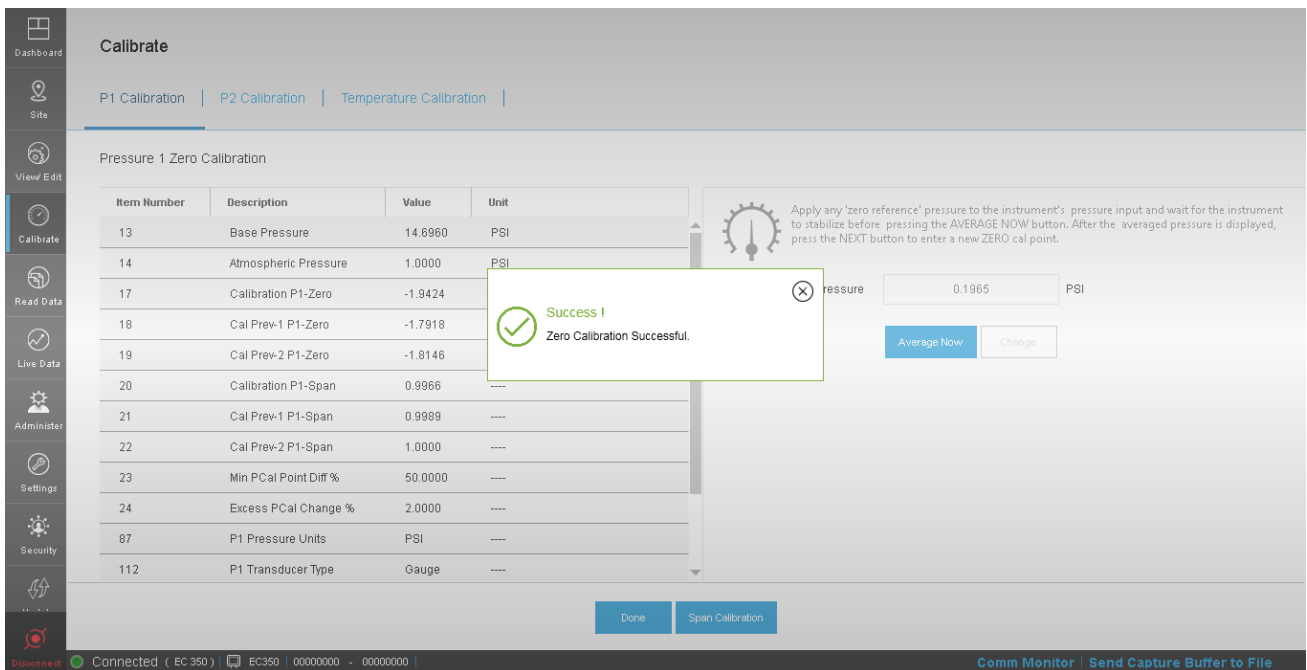 Dashboard
Site
View/ Edit
Calibrate
Read Data
Live Data
Administer
Settings
Security
Disconnect
Calibrate
P1 Calibration | P2 Calibration | Temperature Calibration |
Pressure 1 Zero Calibration
Item Number Description Value Unit
13 Base Pressure 14.6960 PSI
14 Atmospheric Pressure 1.0000 PSI
17 Calibration P1-Zero -1.9424
18 Cal Prev-1 P1-Zero -1.7918
19 Cal Prev-2 P1-Zero -1.8146
20 Calibration P1-Span 0.9966 ----
21 Cal Prev-1 P1-Span 0.9989 ----
22 Cal Prev-2 P1-Span 1.0000 ----
23 Min PCal Point Diff % 50.0000 ----
24 Excess PCal Change % 2.0000 ----
87 P1 Pressure Units PSI ----
112 P1 Transducer Type Gauge ----
Apply any 'zero reference' pressure to the instrument's pressure input and wait for the instrument
to stabilize before pressing the AVERAGE NOW button. After the averaged pressure is displayed,
press the NEXT button to enter a new ZERO cal point.
ressure 0.1965 PSI
Average Now Change
Success !
Zero Calibration Successful.
Done Span Calibration
Connected ( EC 350 ) | EC350 | 00000000 - 00000000 |
Comm Monitor | Send Capture Buffer to File